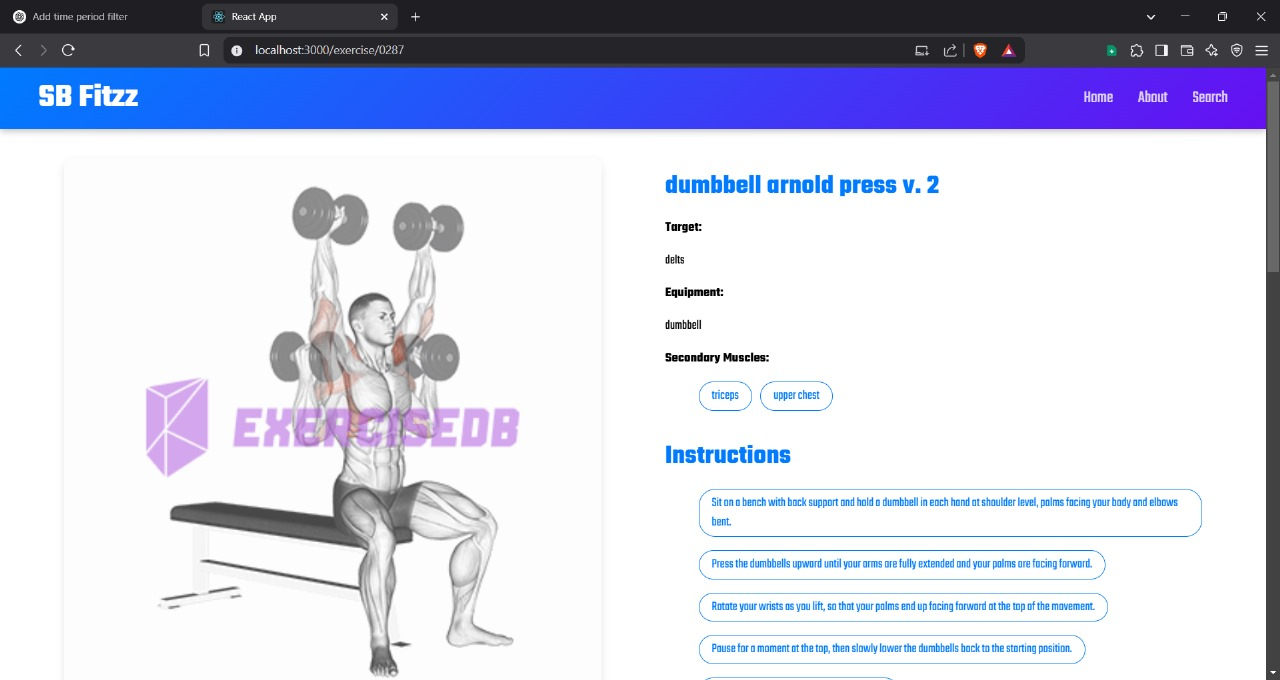 Add time period filter
React App
localhost:3000/exercise/0287
SB Fitzz
Home
About
Search
EXERCISEDB
dumbbell arnold press v. 2
Target:
delts
Equipment:
dumbbell
Secondary Muscles:
triceps
upper chest
Instructions
Sit on a bench with back support and hold a dumbbell in each hand at shoulder level, palms facing your body and elbows
bent.
Press the dumbbells upward until your arms are fully extended and your palms are facing forward.
Rotate your wrists as you lift, so that your palms end up facing forward at the top of the movement.
Pause for a moment at the top, then slowly lower the dumbbells back to the starting position.